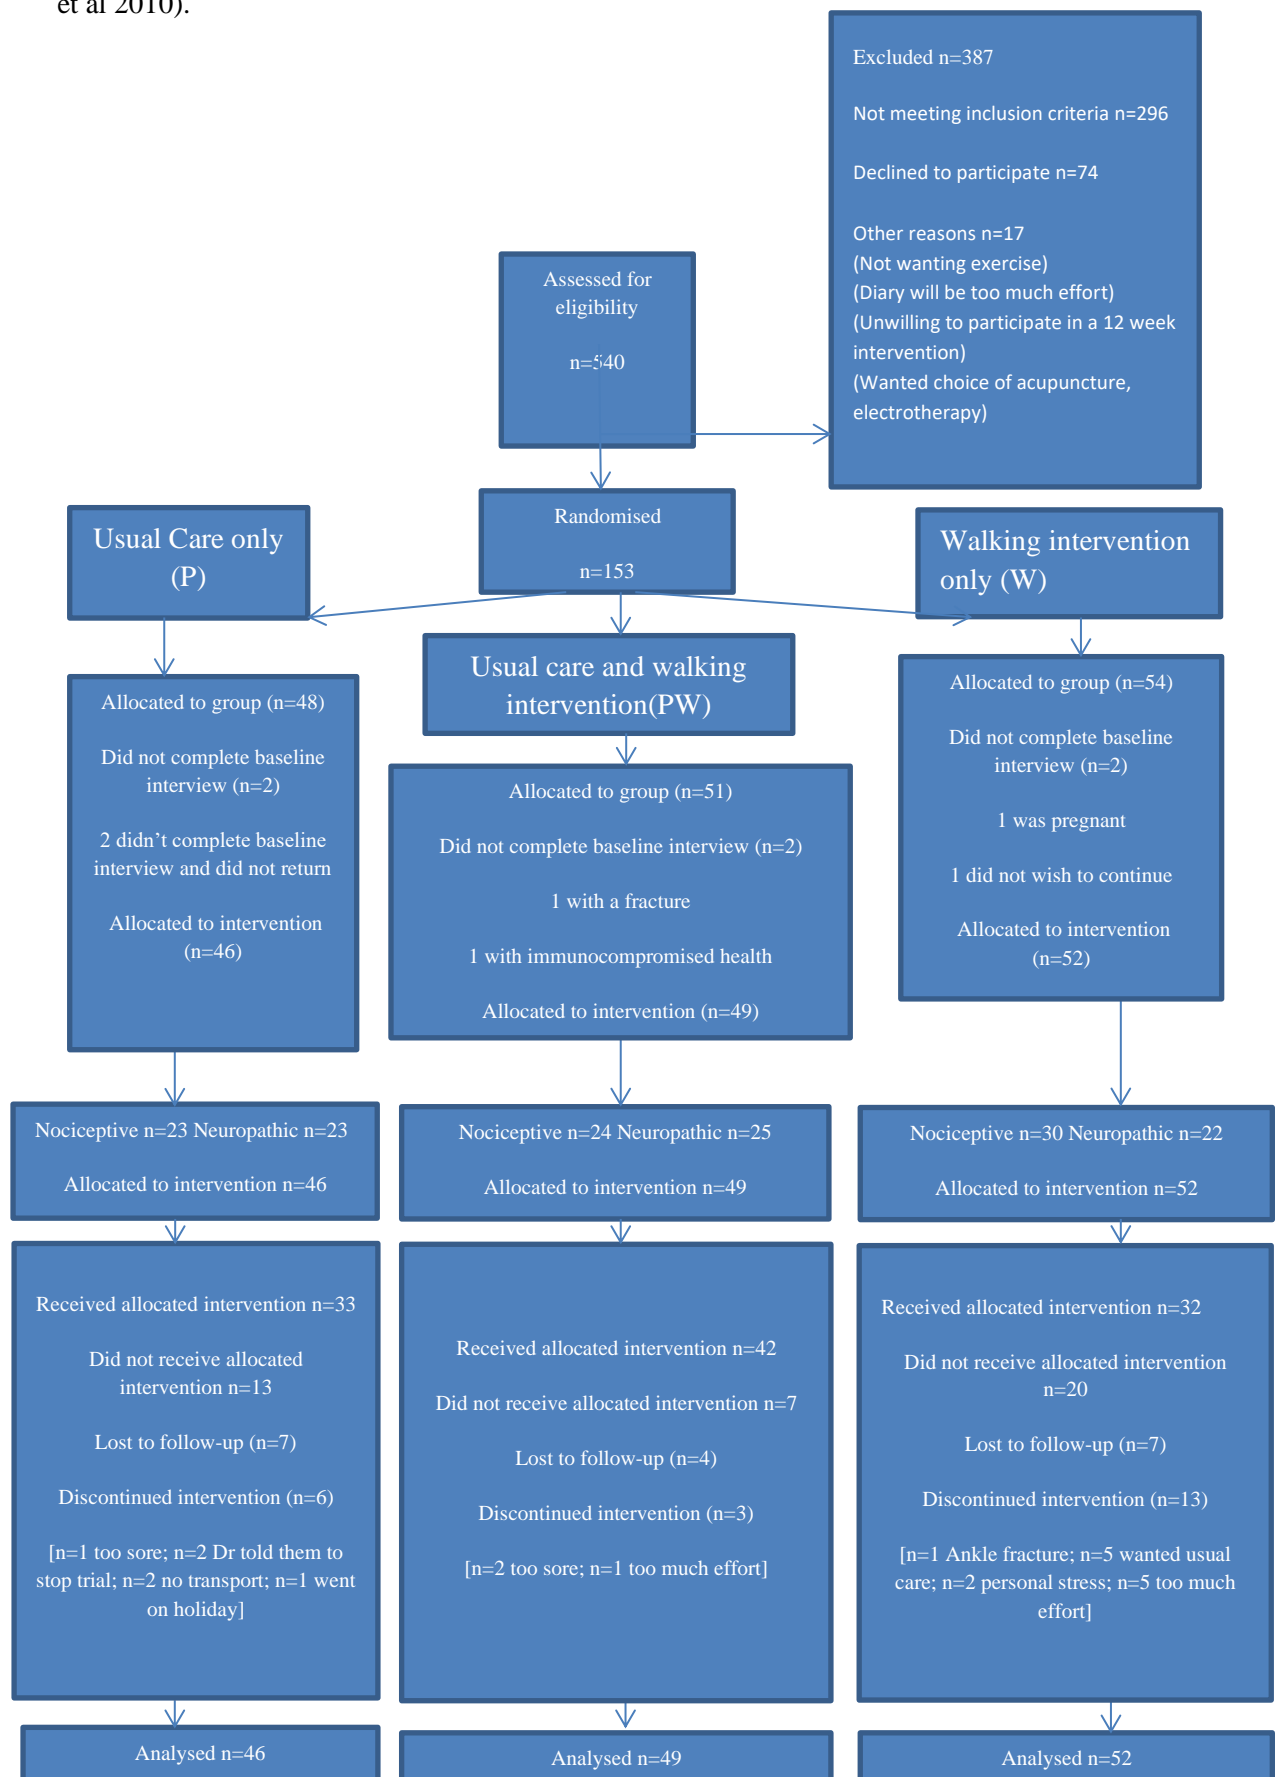 et al 2010).
Excluded n=387
Not meeting inclusion criteria n=296
Declined to participate n=74
Other reasons n=17
(Not wanting exercise)
(Diary will be too much effort)
(Unwilling to participate in a 12 week
intervention)
(Wanted choice of acupuncture,
electrotherapy)
Assessed for
eligibility
n=540
Randomised
n=153
Usual Care only
(P)
Walking intervention
only (W)
Usual care and walking
intervention(PW)
Allocated to group (n=48)
Did not complete baseline
interview (n=2)
2 didn’t complete baseline
interview and did not return
Allocated to intervention
(n=46)
Allocated to group (n=51)
Did not complete baseline interview (n=2)
1 with a fracture
1 with immunocompromised health
Allocated to intervention (n=49)
Allocated to group (n=54)
Did not complete baseline
interview (n=2)
1 was pregnant
1 did not wish to continue
Allocated to intervention
(n=52)
Nociceptive n=23 Neuropathic n=23
Allocated to intervention n=46
Nociceptive n=24 Neuropathic n=25
Allocated to intervention n=49
Nociceptive n=30 Neuropathic n=22
Allocated to intervention n=52
Received allocated intervention n=33
Did not receive allocated
intervention n=13
Lost to follow-up (n=7)
Discontinued intervention (n=6)
[n=1 too sore; n=2 Dr told them to
stop trial; n=2 no transport; n=1 went
on holiday]
Received allocated intervention n=42
Did not receive allocated intervention n=7
Lost to follow-up (n=4)
Discontinued intervention (n=3)
[n=2 too sore; n=1 too much effort]
Received allocated intervention n=32
Did not receive allocated intervention
n=20
Lost to follow-up (n=7)
Discontinued intervention (n=13)
[n=1 Ankle fracture; n=5 wanted usual
care; n=2 personal stress; n=5 too much
effort]
Analysed n=46
Analysed n=49
Analysed n=52